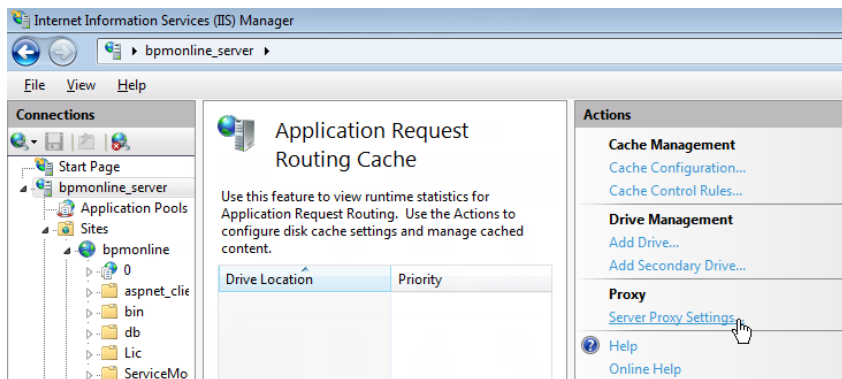 Internet Information Services (IIS) Manager
bpmonline_server
File View Help
Connections
Start Page
bpmonline_server
Application Pools
Sites
bpmonline
0
aspnet_clie
bin
db
Lic
ServiceMo
Application Request
Routing Cache
Use this feature to view runtime statistics for
Application Request Routing. Use the Actions to
configure disk cache settings and manage cached
content.
Drive Location Priority
Actions
Cache Management
Cache Configuration...
Cache Control Rules...
Drive Management
Add Drive...
Add Secondary Drive...
Proxy
Server Proxy Settings...
Help
Online Help